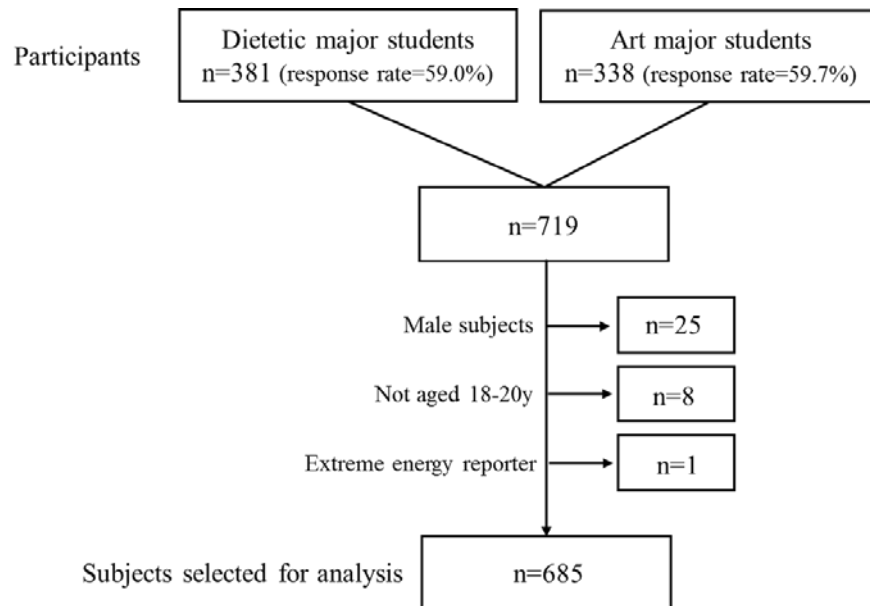 Participants
Dietetic major students
n=381 (response rate=59.0%)
Art major students
n=338 (response rate=59.7%)
n=719
Male subjects
n=25
Not aged 18-20y
n=8
Extreme energy reporter
n=1
Subjects selected for analysis
n=685